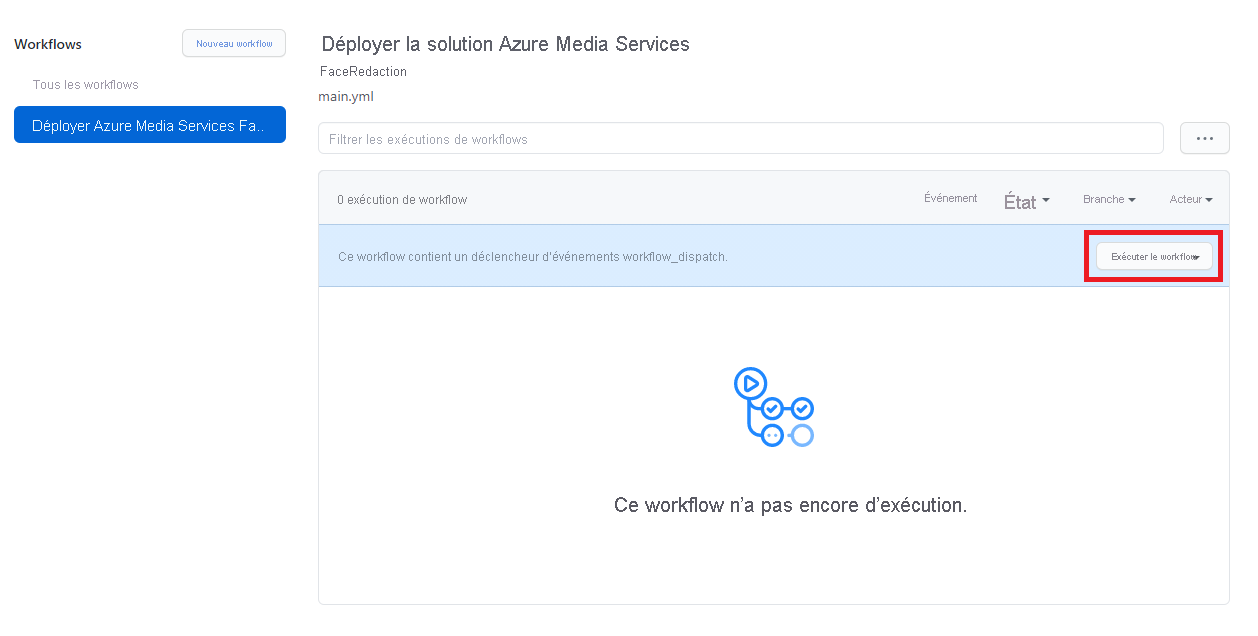 Workflows
Nouveau workflow
Tous les workflows
Déployer Azure Media Services Fa..
Déployer la solution Azure Media Services
FaceRedaction
main.yml
Filtrer les exécutions de workflows
...
0 exécution de workflow
Événement
État
Branche
Acteur
Ce workflow contient un déclencheur d'événements workflow_dispatch.
Exécuter le workflow
Ce workflow n’a pas encore d’exécution.